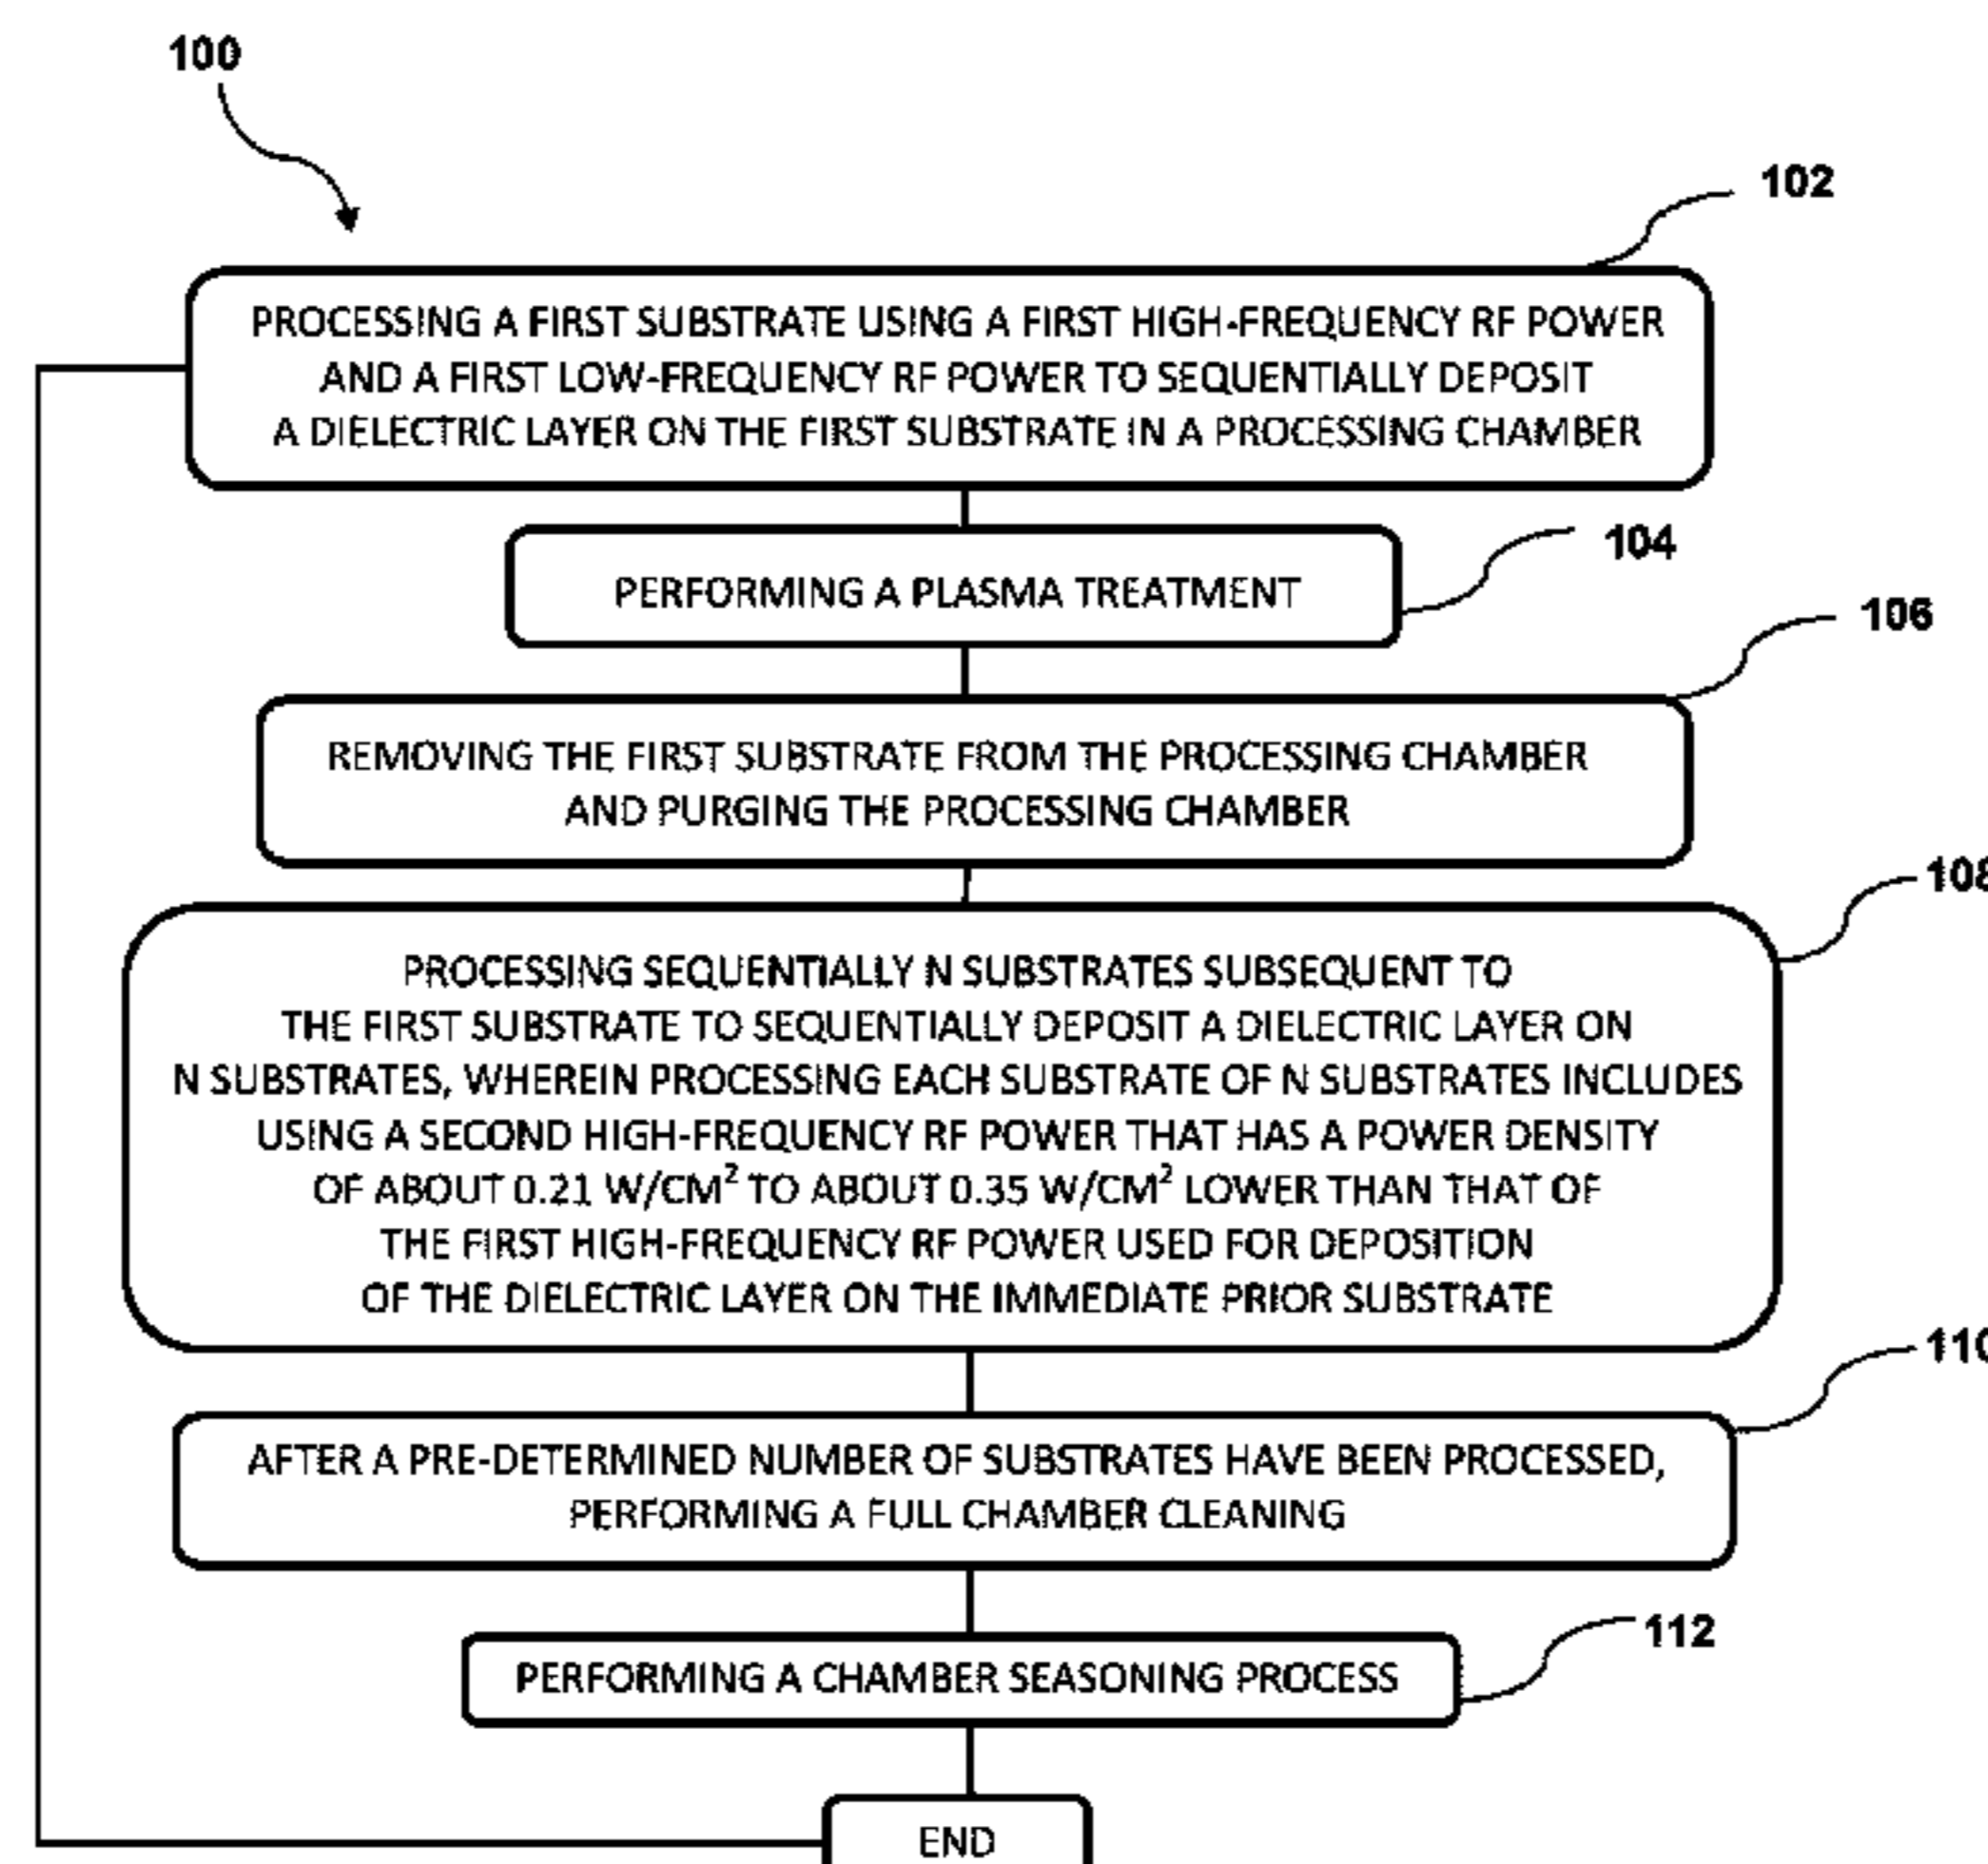 100
102
PROCESSING A FIRST SUBSTRATE USING A FIRST HIGH-FREQUENCY RF POWER
AND A FIRST LOW-FREQUENCY RF POWER TO SEQUENTIALLY DEPOSIT
A DIELECTRIC LAYER ON THE FIRST SUBSTRATE IN A PROCESSING CHAMBER
104
PERFORMING A PLASMA TREATMENT
106
REMOVING THE FIRST SUBSTRATE FROM THE PROCESSING CHAMBER
AND PURGING THE PROCESSING CHAMBER
108
PROCESSING SEQUENTIALLY N SUBSTRATES SUBSEQUENT TO
THE FIRST SUBSTRATE TO SEQUENTIALLY DEPOSIT A DIELECTRIC LAYER ON
N SUBSTRATES, WHEREIN PROCESSING EACH SUBSTRATE OF N SUBSTRATES INCLUDES
USING A SECOND HIGH-FREQUENCY RF POWER THAT HAS A POWER DENSITY
OF ABOUT 0.21 W/CM² TO ABOUT 0.35 W/CM² LOWER THAN THAT OF
THE FIRST HIGH-FREQUENCY RF POWER USED FOR DEPOSITION
OF THE DIELECTRIC LAYER ON THE IMMEDIATE PRIOR SUBSTRATE
110
AFTER A PRE-DETERMINED NUMBER OF SUBSTRATES HAVE BEEN PROCESSED,
PERFORMING A FULL CHAMBER CLEANING
112
PERFORMING A CHAMBER SEASONING PROCESS
END